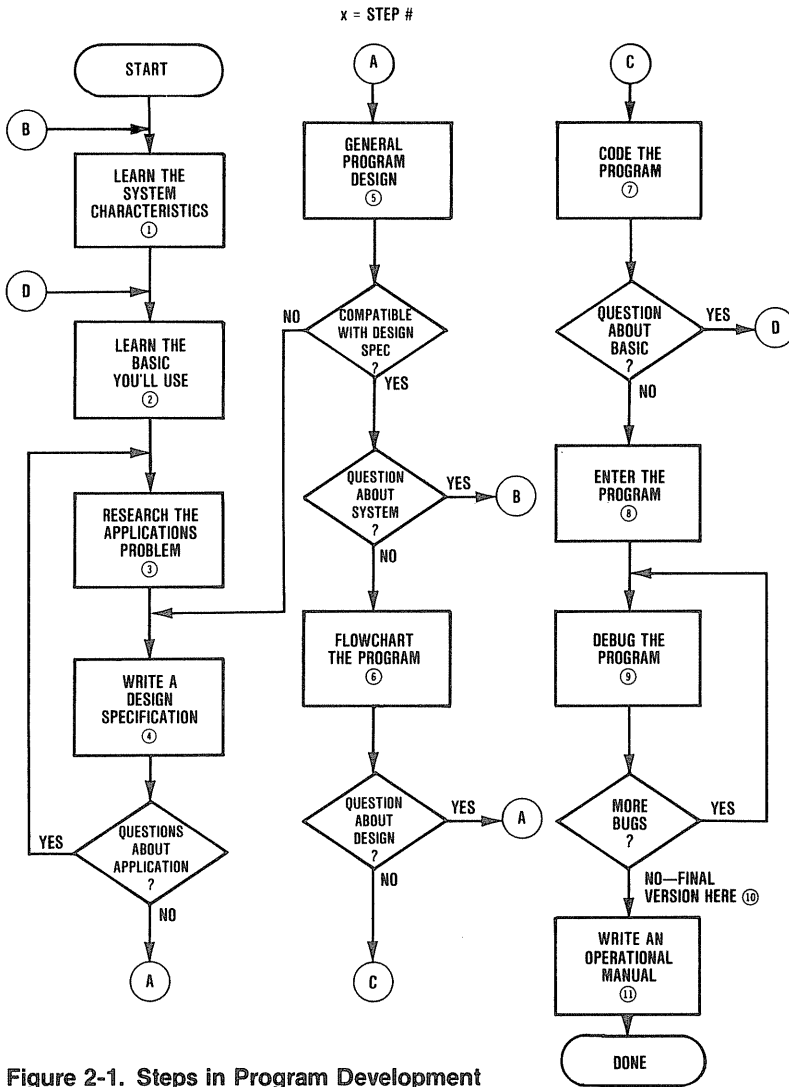 x = STEP #
START
B
LEARN THE
SYSTEM
CHARACTERISTICS
①
D
LEARN THE
BASIC
YOU'LL USE
②
RESEARCH THE
APPLICATIONS
PROBLEM
③
WRITE A
DESIGN
SPECIFICATION
④
QUESTIONS
ABOUT
APPLICATION
?
YES
NO
A
A
GENERAL
PROGRAM
DESIGN
⑤
COMPATIBLE
WITH DESIGN
SPEC
?
NO
YES
QUESTION
ABOUT
SYSTEM
?
YES
B
NO
FLOWCHART
THE PROGRAM
⑥
QUESTION
ABOUT
DESIGN
?
YES
A
NO
C
C
CODE THE
PROGRAM
⑦
QUESTION
ABOUT
BASIC
?
YES
D
NO
ENTER THE
PROGRAM
⑧
DEBUG THE
PROGRAM
⑨
MORE
BUGS
?
YES
NO—FINAL
VERSION HERE ⑩
WRITE AN
OPERATIONAL
MANUAL
⑪
DONE
Figure 2-1. Steps in Program Development